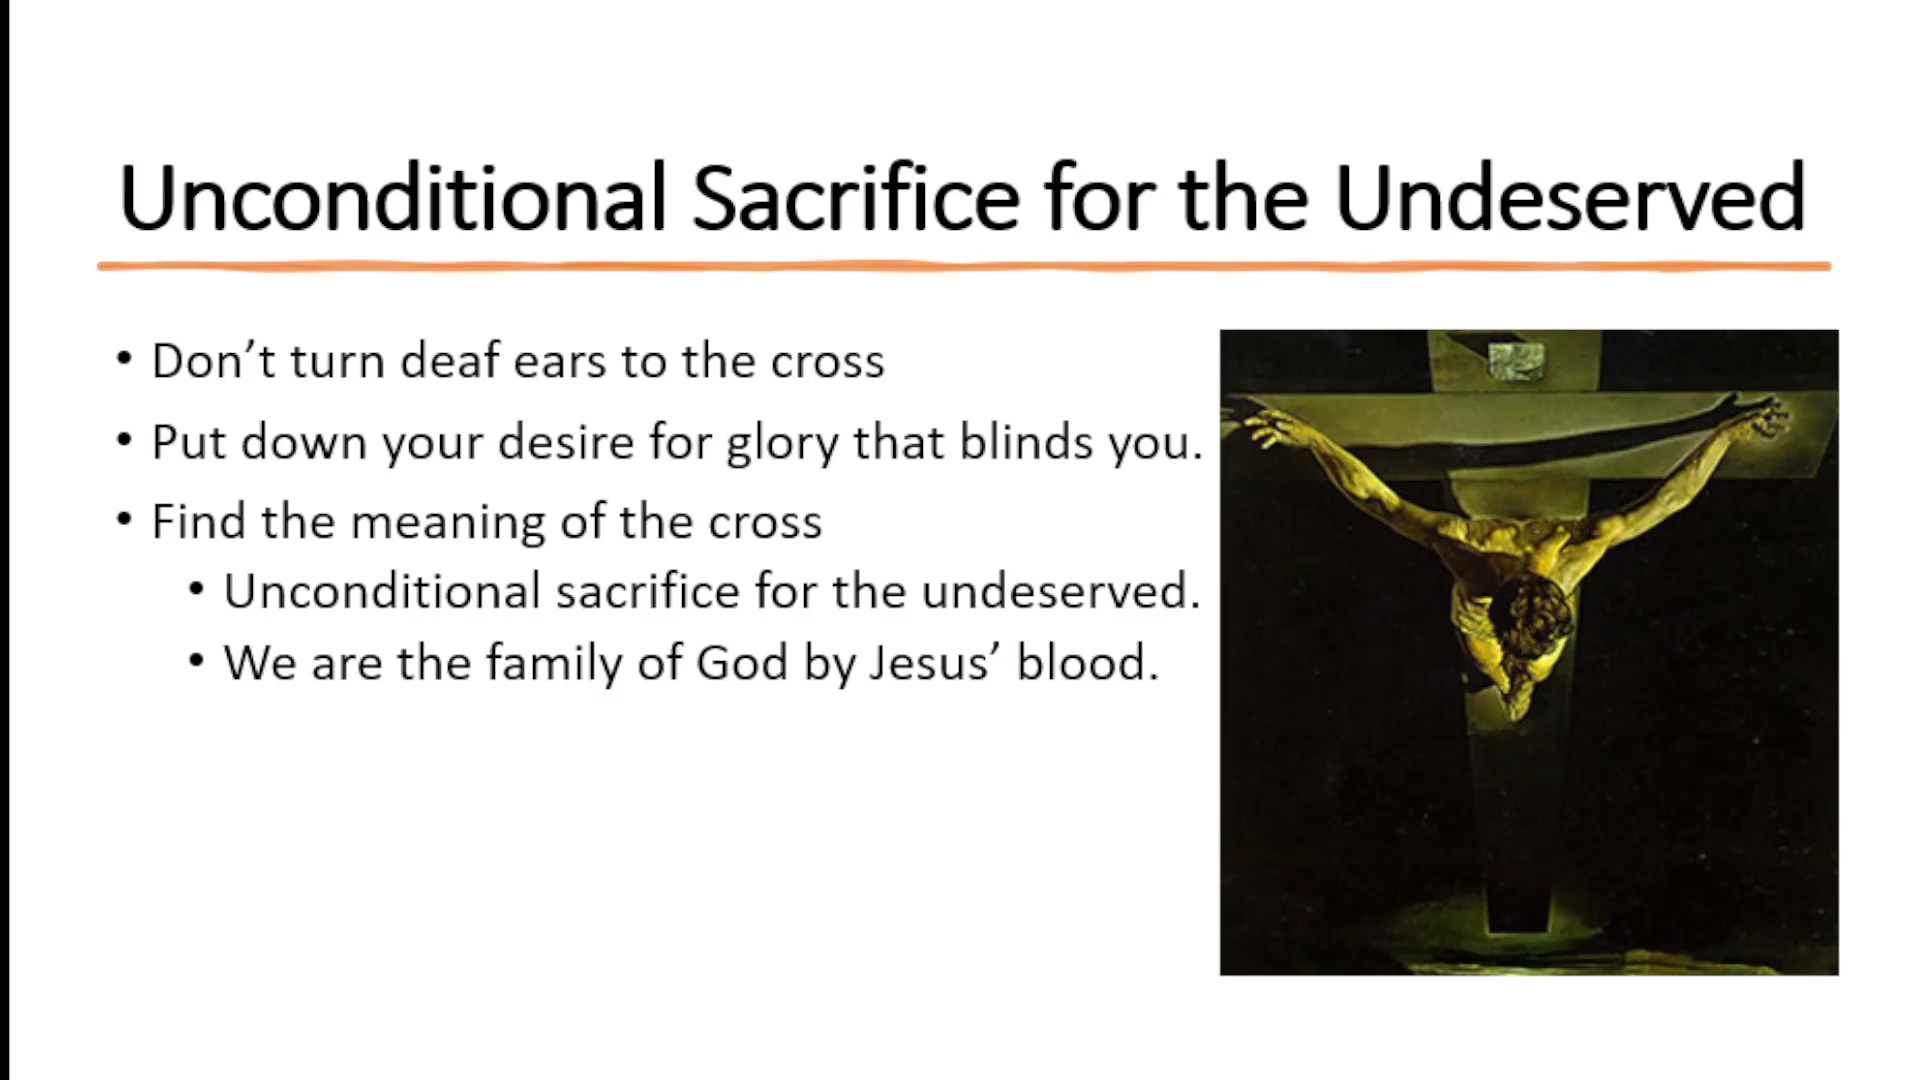 Unconditional Sacrifice for the Undeserved
• Don’t turn deaf ears to the cross
• Put down your desire for glory that blinds you.
• Find the meaning of the cross
• Unconditional sacrifice for the undeserved.
• We are the family of God by Jesus’ blood.